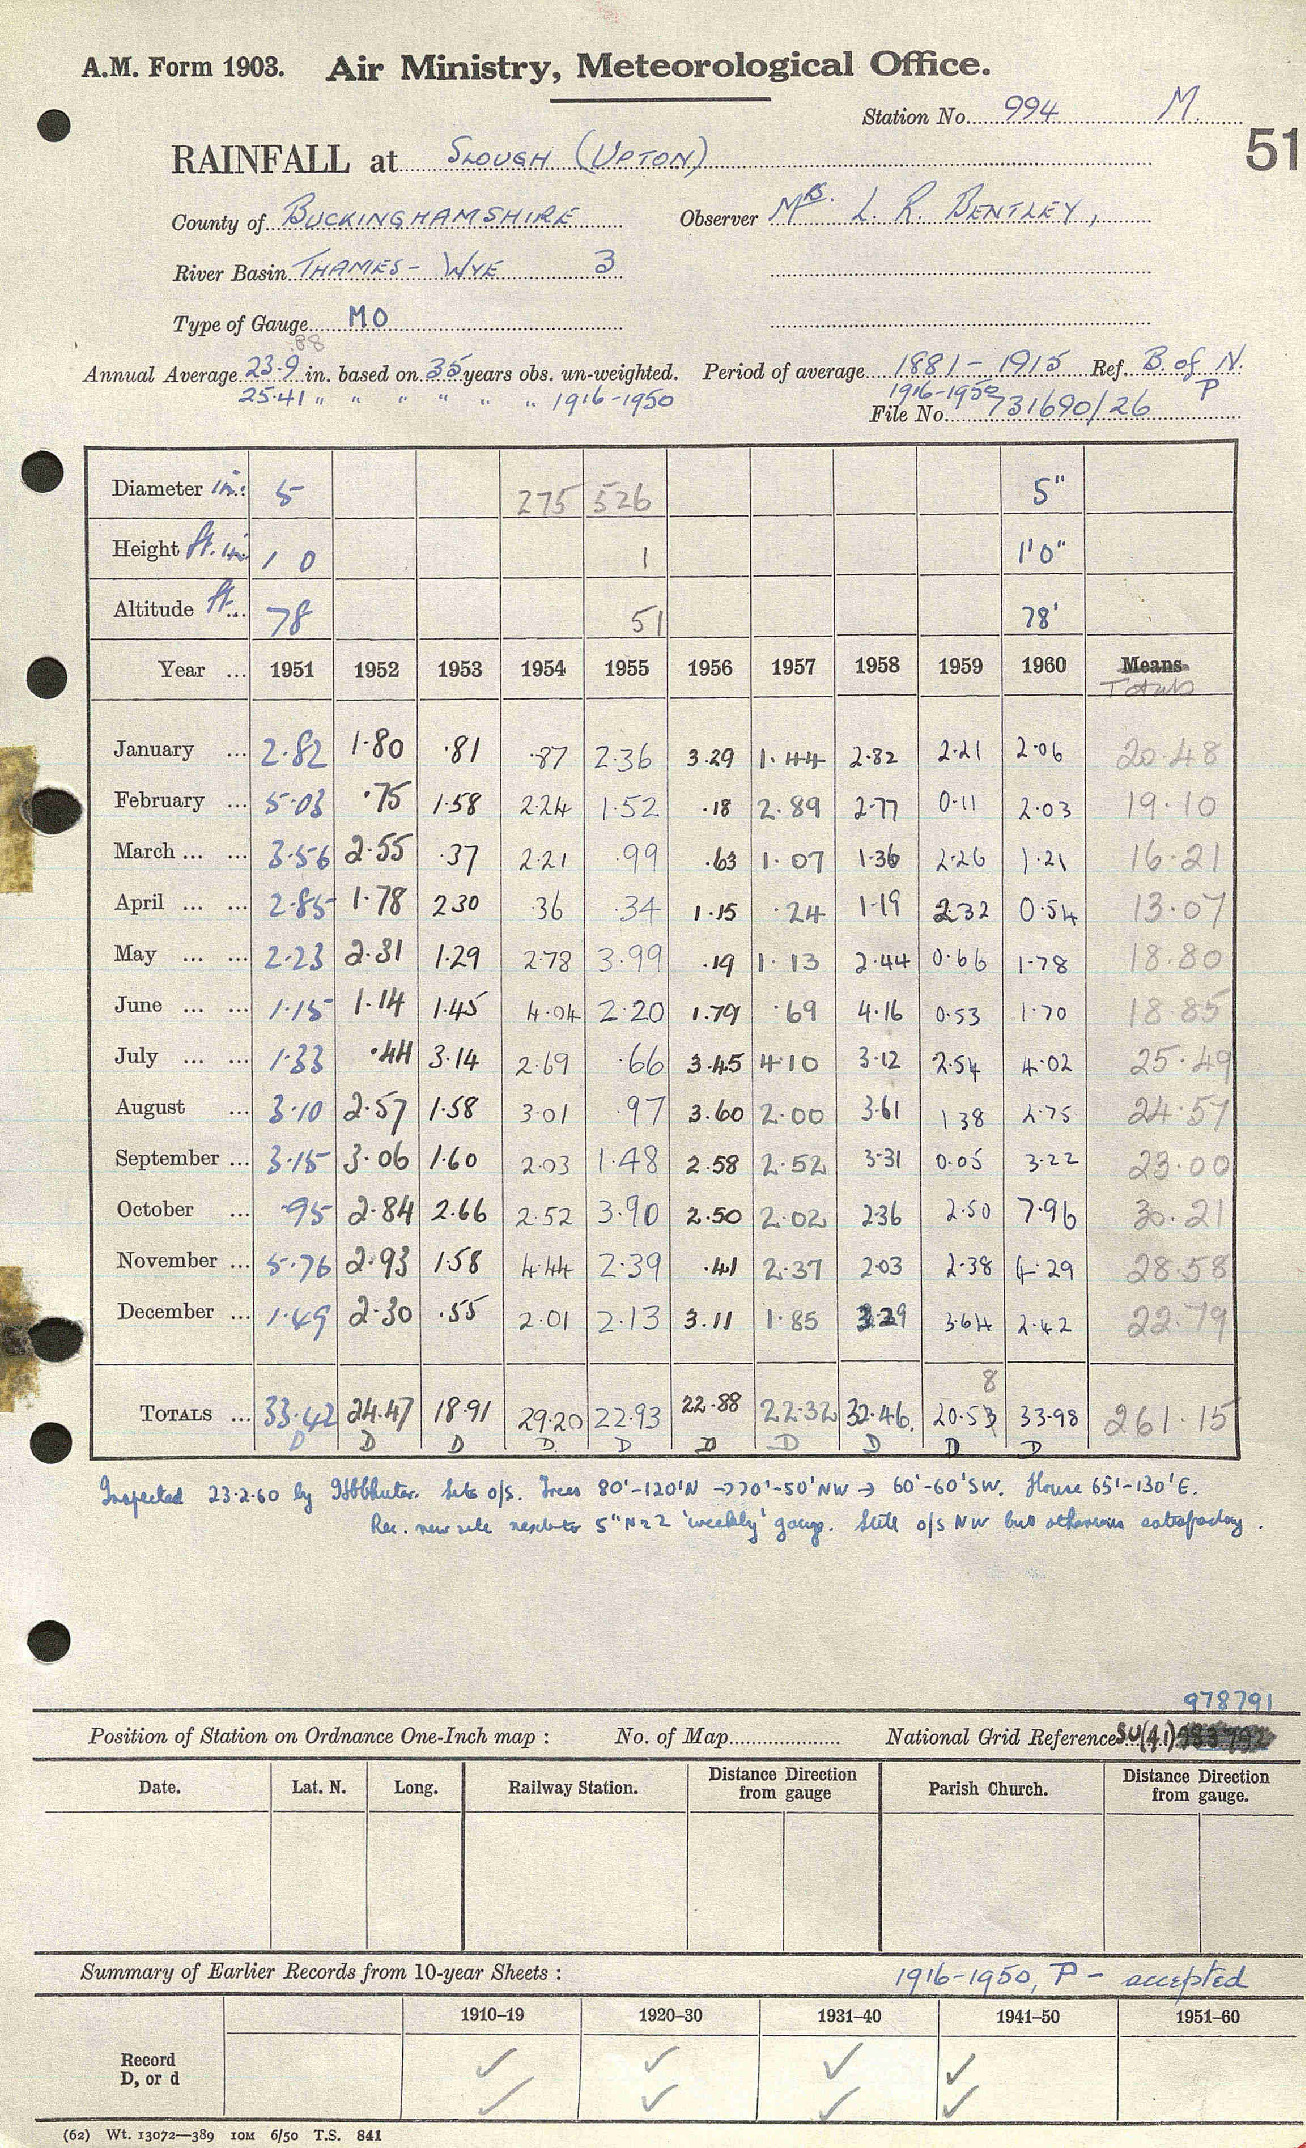 A.M. Form 1903. Air Ministry, Meteorological Office.
Station No. 994 M.
51
RAINFALL at SLOUGH (UPTON)
County of BUCKINGHAMSHIRE Observer MRS. L. R. BENTLEY,
River Basin THAMES - WYE 3
Type of Gauge MO
.88
Annual Average 23.9 in. based on 35 years obs. un-weighted. Period of average 1881 - 1915 Ref. B. of N.
25.41 " " " " " " 1916-1950 1916-1950 P
File No. 731690/26
Diameter in.: 5 275 526 5"
Height ft. in. 1 0 1 1'0"
Altitude ft... 78 51 78'
Year ... 1951 1952 1953 1954 1955 1956 1957 1958 1959 1960 Means
Totals
January ... 2.82 1.80 .81 .87 2.36 3.29 1.44 2.82 2.21 2.06 20.48
February ... 5.03 .75 1.58 2.24 1.52 .18 2.89 2.77 0.11 2.03 19.10
March ... ... 3.56 2.55 .37 2.21 .99 .63 1.07 1.36 2.26 1.21 16.21
April ... ... 2.85 1.78 2.30 .36 .34 1.15 .24 1.19 2.32 0.54 13.07
May ... ... 2.23 2.31 1.29 2.78 3.99 .19 1.13 2.44 0.66 1.78 18.80
June ... ... 1.15 1.14 1.45 4.04 2.20 1.79 .69 4.16 0.53 1.70 18.85
July ... ... 1.33 .44 3.14 2.69 .66 3.45 4.10 3.12 2.54 4.02 25.49
August ... 3.10 2.57 1.58 3.01 .97 3.60 2.00 3.61 1.38 2.75 24.57
September ... 3.15 3.06 1.60 2.03 1.48 2.58 2.52 3.31 0.05 3.22 23.00
October ... .95 2.84 2.66 2.52 3.90 2.50 2.02 2.36 2.50 7.96 30.21
November ... 5.76 2.93 1.58 4.44 2.39 .41 2.37 2.03 2.38 4.29 28.58
December ... 1.49 2.30 .55 2.01 2.13 3.11 1.85 3.29 3.64 2.42 22.79
8
TOTALS ... 33.42 24.47 18.91 29.20 22.93 22.88 22.32 32.46. 20.53 33.98 261.15
D D D D D D D D D D
Inspected 23.2.60 by o/s. Trees 80'-120'N → 70'-50'NW → 60'-60'SW. House 65'-130'E.
Rec. new site next to 5" No 22 'weekly' gauge. Still o/s NW but otherwise satisfactory.
978791
Position of Station on Ordnance One-Inch map : No. of Map National Grid Reference SU(41) 983792
Date. Lat. N. Long. Railway Station. Distance Direction from gauge Parish Church. Distance Direction from gauge.
Summary of Earlier Records from 10-year Sheets : 1916-1950, P - accepted
1910–19 1920–30 1931–40 1941–50 1951–60
Record ✓ ✓ ✓ ✓
D, or d ✓ ✓ ✓ ✓
(62) Wt. 13072—389 10M 6/50 T.S. 841